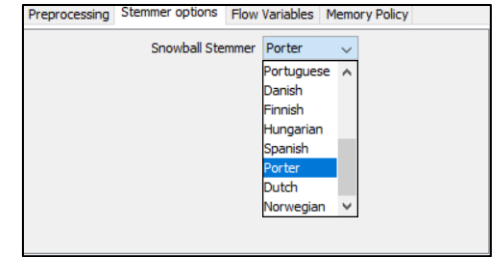 Preprocessing Stemmer options Flow Variables Memory Policy
Snowball Stemmer Porter
Portuguese
Danish
Finnish
Hungarian
Spanish
Porter
Dutch
Norwegian